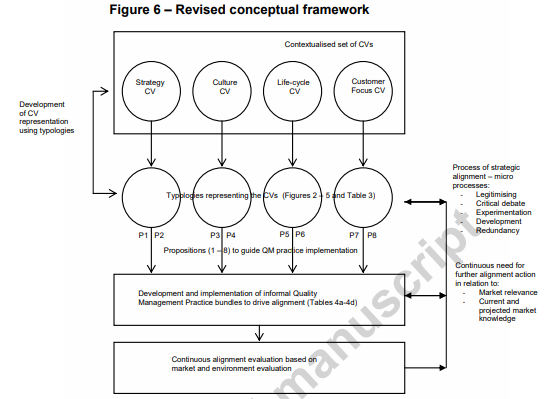 Figure 6 – Revised conceptual framework
Contextualised set of CVs
Strategy
CV
Culture
CV
Life-cycle
CV
Customer
Focus CV
Development
of CV
representation
using typologies
Typologies representing the CVs (Figures 2 – 5 and Table 3)
P1 P2
P3 P4
P5 P6
P7 P8
Propositions (1 – 8) to guide QM practice implementation
Process of strategic
alignment – micro
processes:
- Legitimising
- Critical debate
- Experimentation
- Development
- Redundancy
Development and implementation of informal Quality
Management Practice bundles to drive alignment (Tables 4a-4d)
Continuous need for
further alignment action
in relation to:
- Market relevance
- Current and
projected market
knowledge
Continuous alignment evaluation based on
market and environment evaluation
manuscript